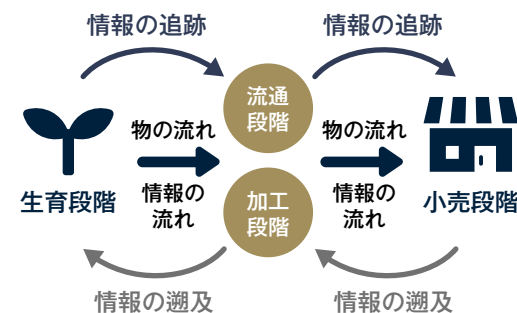 情報の追跡
情報の追跡
流通
段階
物の流れ
物の流れ
生育段階
情報の
流れ
加工
段階
情報の
流れ
小売段階
情報の遡及
情報の遡及